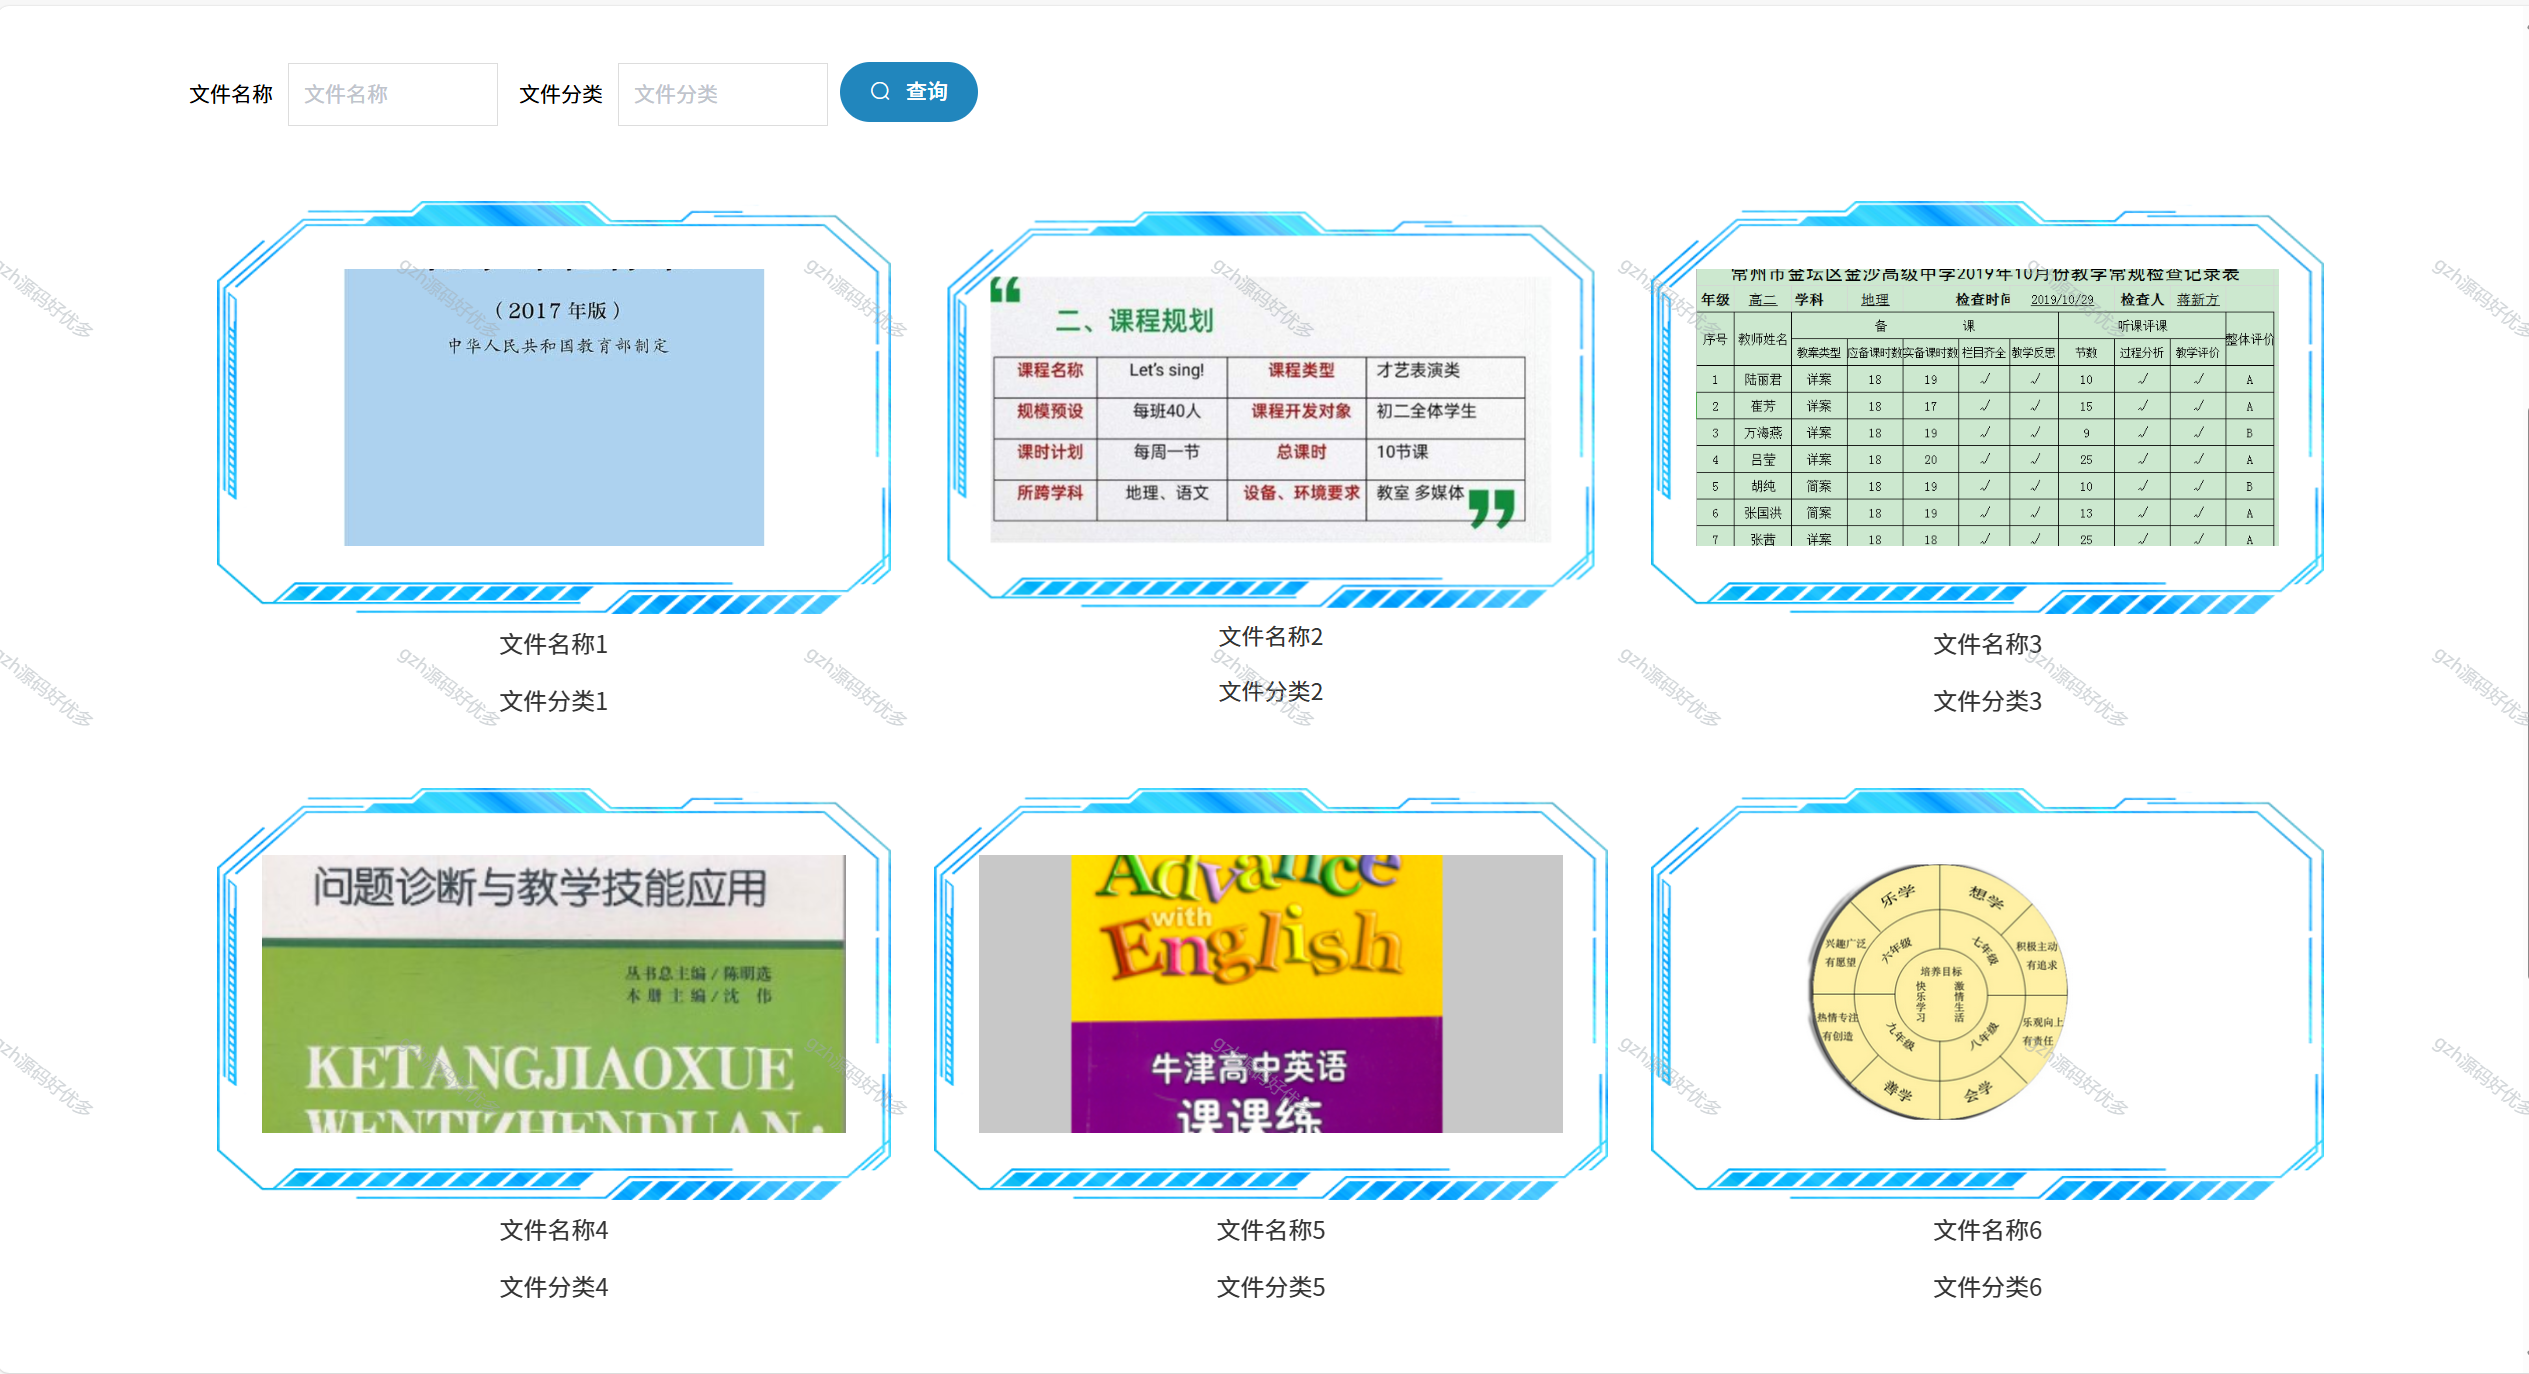 文件名称 文件名称 文件分类 文件分类 查询
（2017 年版）
中华人民共和国教育部制定
文件名称1
文件分类1
二、课程规划
课程名称 Let's sing! 课程类型 才艺表演类
规模预设 每班40人 课程开发对象 初二全体学生
课时计划 每周一节 总课时 10节课
所跨学科 地理、语文 设备、环境要求 教室 多媒体
文件名称2
文件分类2
常州市金坛区金沙高级中学2019年10月份教学常规检查记录表
年级 高二 学科 地理 检查时间 2019/10/29 检查人 蒋新方
序号 教师姓名 备 课 听课评课 整体评价
教案类型 应备课时数 实备课时数 栏目齐全 教学反思 节数 过程分析 教学评价
1 陆丽君 详案 18 19 ✓ ✓ 10 ✓ ✓ A
2 崔芳 详案 18 17 ✓ ✓ 15 ✓ ✓ A
3 万海燕 详案 18 19 ✓ ✓ 9 ✓ ✓ B
4 吕莹 详案 18 20 ✓ ✓ 25 ✓ ✓ A
5 胡纯 简案 18 19 ✓ ✓ 10 ✓ ✓ B
6 张国洪 简案 18 19 ✓ ✓ 13 ✓ ✓ A
7 张茜 详案 18 18 ✓ ✓ 25 ✓ ✓ A
文件名称3
文件分类3
问题诊断与教学技能应用
丛书总主编/陈明选
本册主编/沈 伟
KETANGJIAOXUE
WENTIZHENDUAN·
文件名称4
文件分类4
Advance
with
English
牛津高中英语
课课练
文件名称5
文件分类5
乐学 想学
兴趣广泛 有愿望
六年级 七年级
积极主动 有追求
培养目标
快乐学习 激情生活
热情专注 有创造
九年级 八年级
乐观向上 有责任
善学 会学
文件名称6
文件分类6
gzh源码好优多